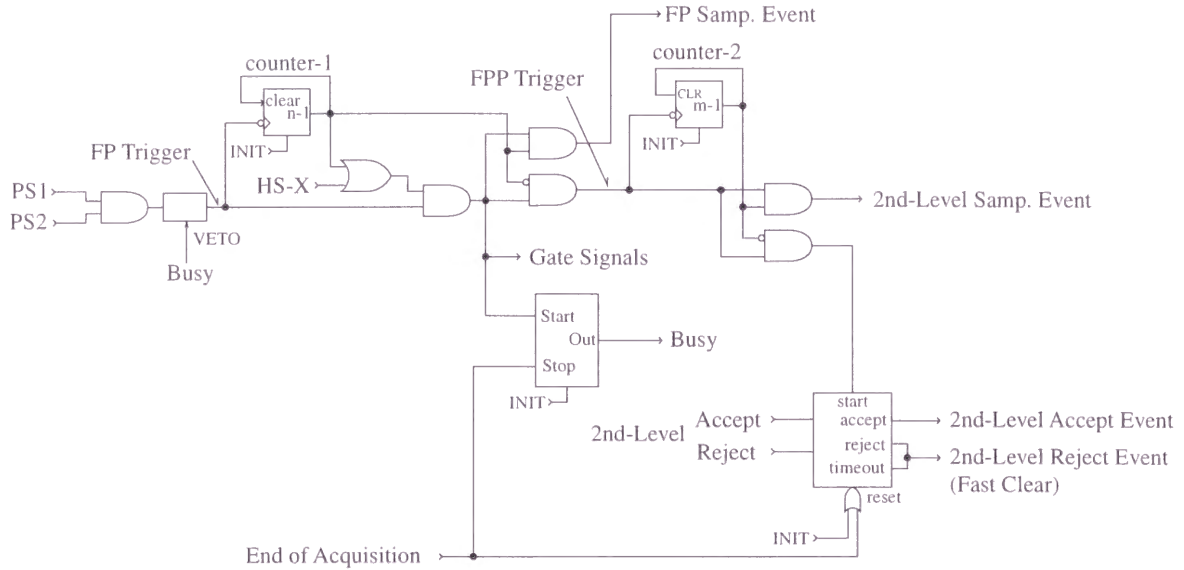 FP Samp. Event
counter-1
counter-2
FPP Trigger
clear
n-1
CLR
m-1
INIT
INIT
FP Trigger
HS-X
PS1
PS2
2nd-Level Samp. Event
VETO
Busy
Gate Signals
Start
Out
Busy
Stop
INIT
start
2nd-Level
Accept
accept
2nd-Level Accept Event
Reject
reject
timeout
2nd-Level Reject Event
(Fast Clear)
reset
INIT
End of Acquisition